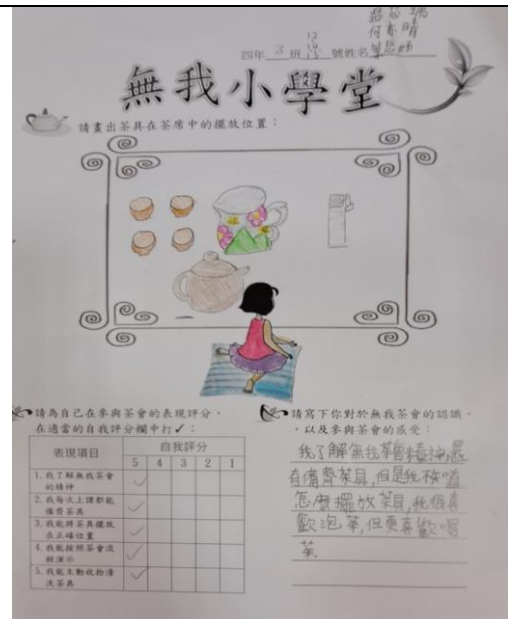 12
四年 3 班 號姓名
無我小學堂
請畫出茶具在茶席中的擺放位置：
請為自己在參與茶會的表現評分，
在適當的自我評分欄中打✓：
表現項目 自我評分
5 4 3 2 1
1.我了解無我茶會
的精神
2.我每次上課都能
備齊茶具
3.我能將茶具擺放
在正確位置
4.我能按照茶會流
程演示
5.我能主動收拾清
洗茶具
請寫下你對於無我茶會的認識
，以及參與茶會的感受：
我了解無我茶會精神
有備齊茶具,但是我
怎麼擺放茶具,我很喜
歡泡茶,但更喜歡喝
茶